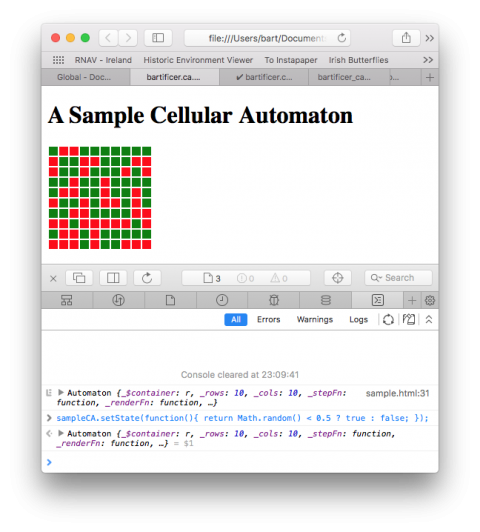 file:///Users/bart/Document
RNAV - Ireland Historic Environment Viewer To Instapaper Irish Butterflies >>
Global - Doc... bartificer.ca.... ✔ bartificer.c... bartificer_ca... +
A Sample Cellular Automaton
3 0 0 Search
All Errors Warnings Logs
Console cleared at 23:09:41
Automaton {_$container: r, _rows: 10, _cols: 10, _stepFn: sample.html:31
function, _renderFn: function, …}
sampleCA.setState(function(){ return Math.random() < 0.5 ? true : false; });
Automaton {_$container: r, _rows: 10, _cols: 10, _stepFn: function,
_renderFn: function, …} = $1